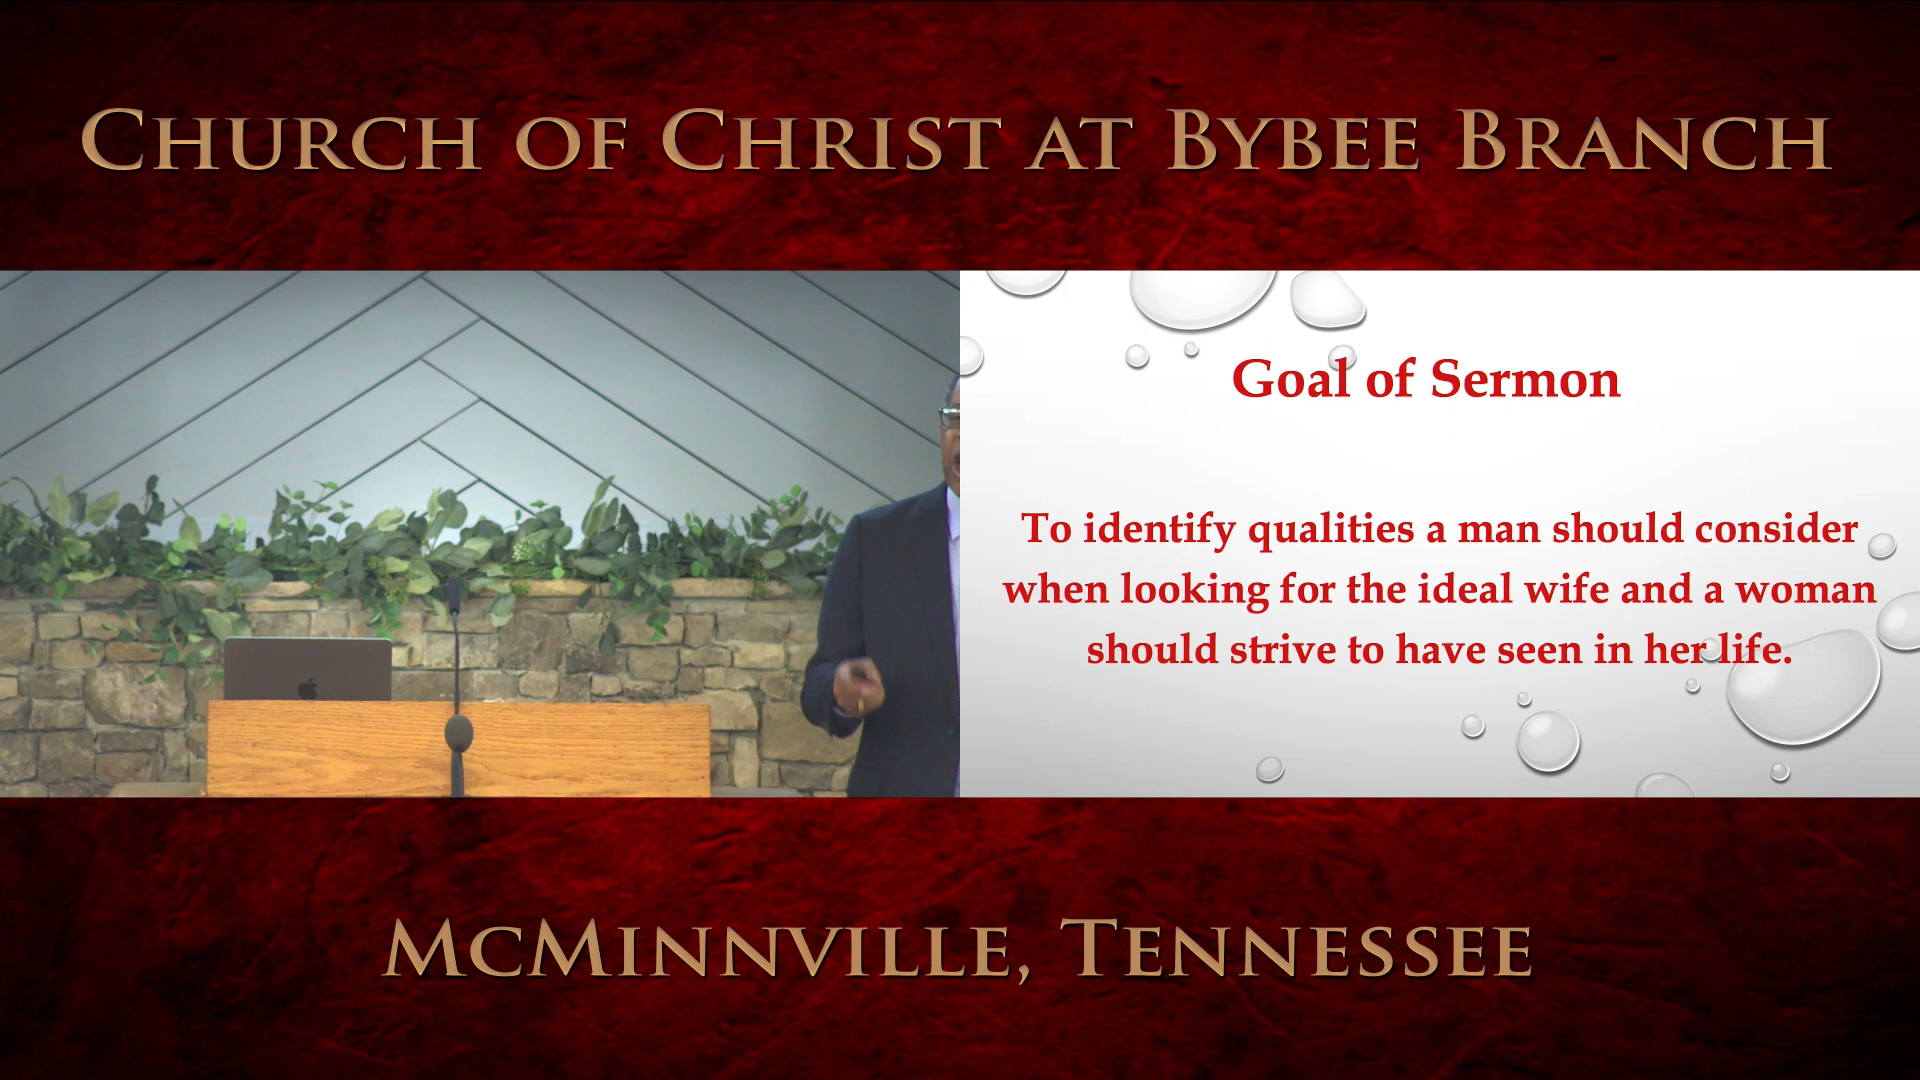 Church of Christ at Bybee Branch
Goal of Sermon
To identify qualities a man should consider
when looking for the ideal wife and a woman
should strive to have seen in her life.
McMinnville, Tennessee